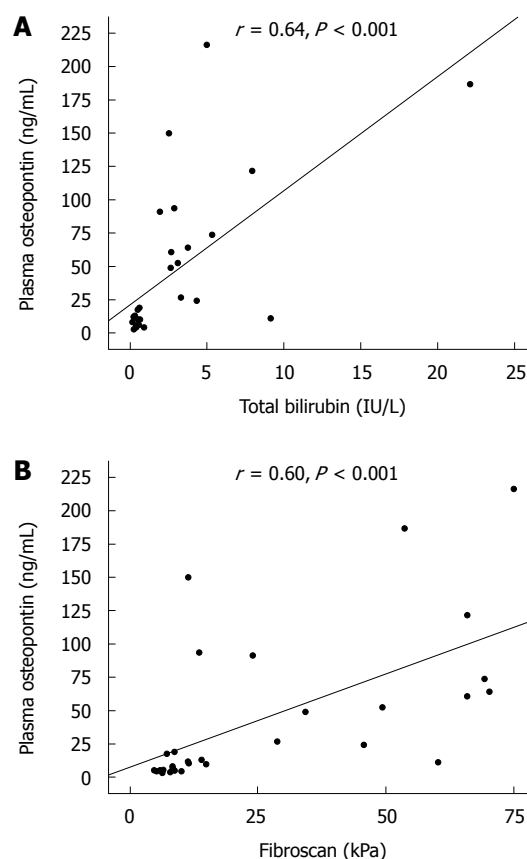 A
r = 0.64, P < 0.001
Plasma osteopontin (ng/mL)
225
200
175
150
125
100
75
50
25
0
0 5 10 15 20 25
Total bilirubin (IU/L)
B
r = 0.60, P < 0.001
Plasma osteopontin (ng/mL)
225
200
175
150
125
100
75
50
25
0
0 25 50 75
Fibroscan (kPa)